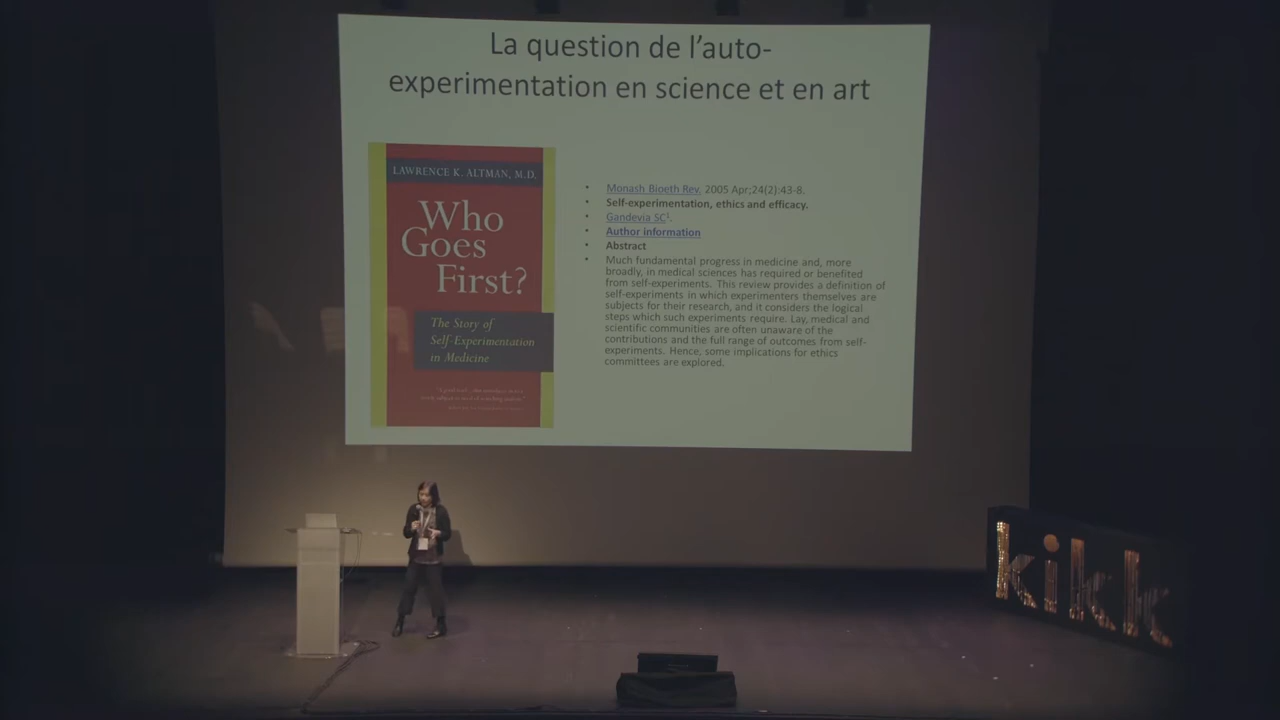 La question de l’auto-
experimentation en science et en art
LAWRENCE K. ALTMAN, M.D.
Who
Goes
First?
The Story of
Self-Experimentation
in Medicine
• Monash Bioeth Rev. 2005 Apr;24(2):43-8.
• Self-experimentation, ethics and efficacy.
• Gandevia SC1.
• Author information
• Abstract
• Much fundamental progress in medicine and, more
broadly, in medical sciences has required or benefited
from self-experiments. This review provides a definition of
self-experiments in which experimenters themselves are
subjects for their research, and it considers the logical
steps which such experiments require. Lay, medical and
scientific communities are often unaware of the
contributions and the full range of outcomes from self-
experiments. Hence, some implications for ethics
committees are explored.
kikk